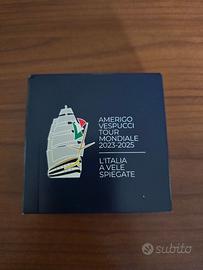 AMERIGO
VESPUCCI
TOUR
MONDIALE
2023-2025
L'ITALIA
A VELE
SPIEGATE
subito